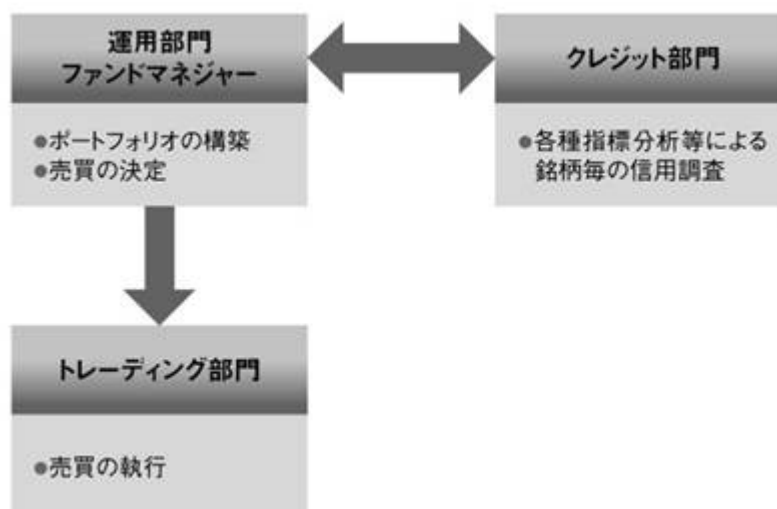 運用部門
ファンドマネジャー
クレジット部門
●ポートフォリオの構築
●売買の決定
●各種指標分析等による
銘柄毎の信用調査
トレーディング部門
●売買の執行